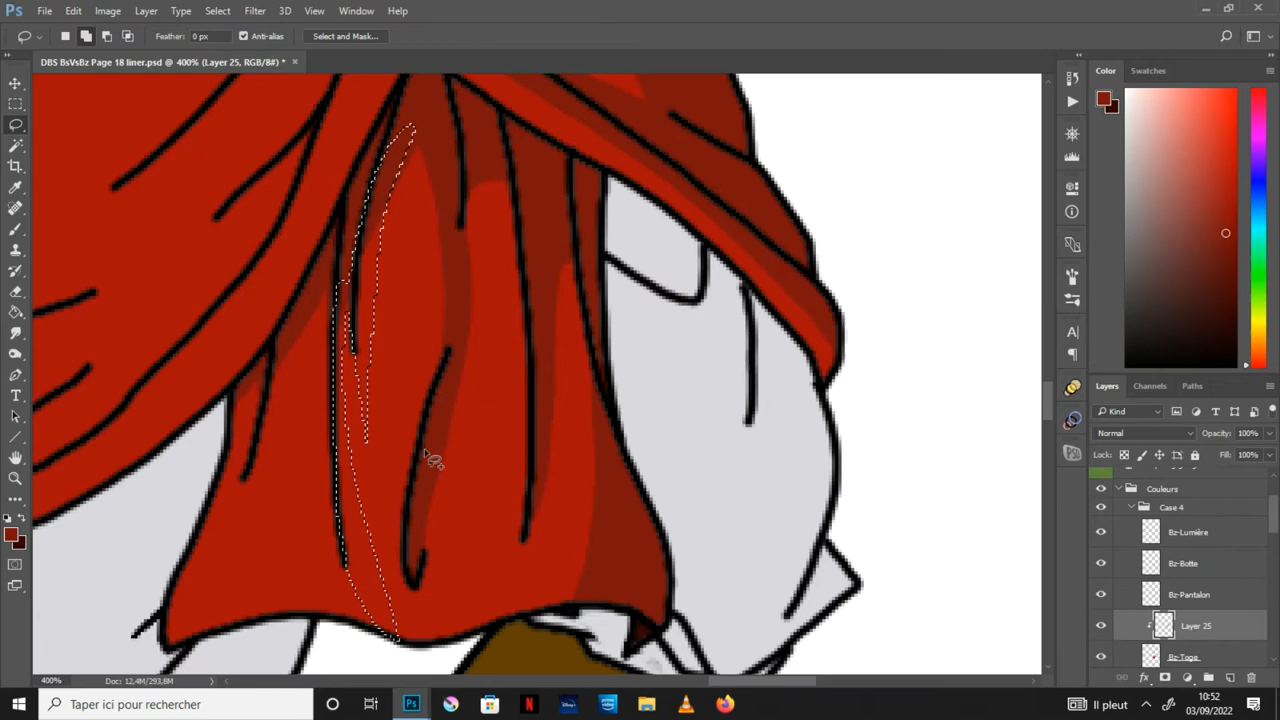 Ps File Edit Image Layer Type Select Filter 3D View Window Help
Feather: 0 px Anti-alias Select and Mask...
DBS BsVsBz Page 18 liner.psd @ 400% (Layer 25, RGB/8#) * ×
Color Swatches
Layers Channels Paths
Kind
Normal Opacity: 100%
Lock: Fill: 100%
Couleurs
Case 4
Bz-Lumière
Bz-Botte
Bz-Pantalon
Layer 25
Bz-Toge
400% Doc: 12,4M/293,8M
Taper ici pour rechercher
Il pleut
10:52
03/09/2022